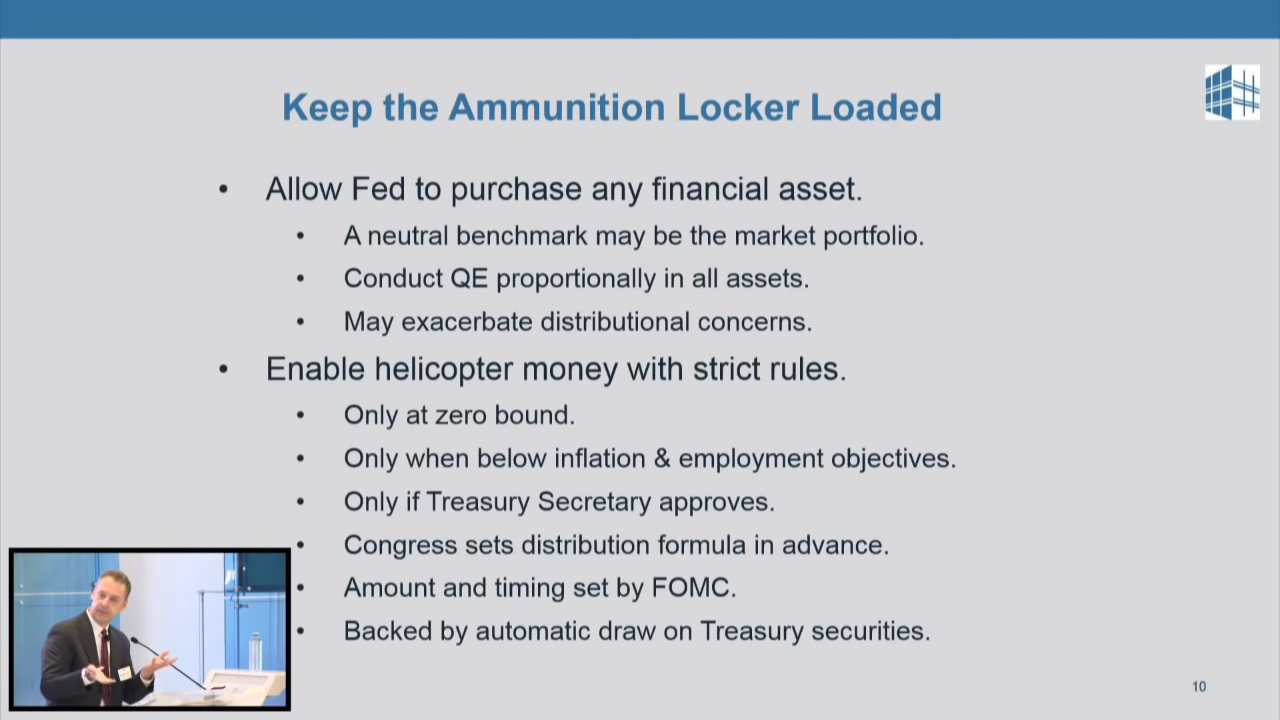 Keep the Ammunition Locker Loaded
• Allow Fed to purchase any financial asset.
• A neutral benchmark may be the market portfolio.
• Conduct QE proportionally in all assets.
• May exacerbate distributional concerns.
• Enable helicopter money with strict rules.
• Only at zero bound.
• Only when below inflation & employment objectives.
• Only if Treasury Secretary approves.
• Congress sets distribution formula in advance.
• Amount and timing set by FOMC.
• Backed by automatic draw on Treasury securities.
10